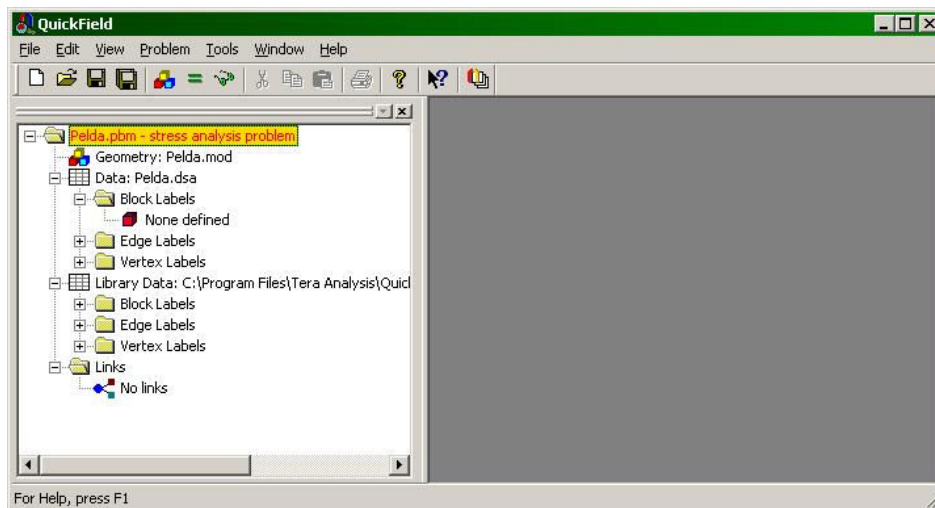 QuickField
File Edit View Problem Tools Window Help
Pelda.pbm - stress analysis problem
Geometry: Pelda.mod
Data: Pelda.dsa
Block Labels
None defined
Edge Labels
Vertex Labels
Library Data: C:\Program Files\Tera Analysis\Quic
Block Labels
Edge Labels
Vertex Labels
Links
No links
For Help, press F1